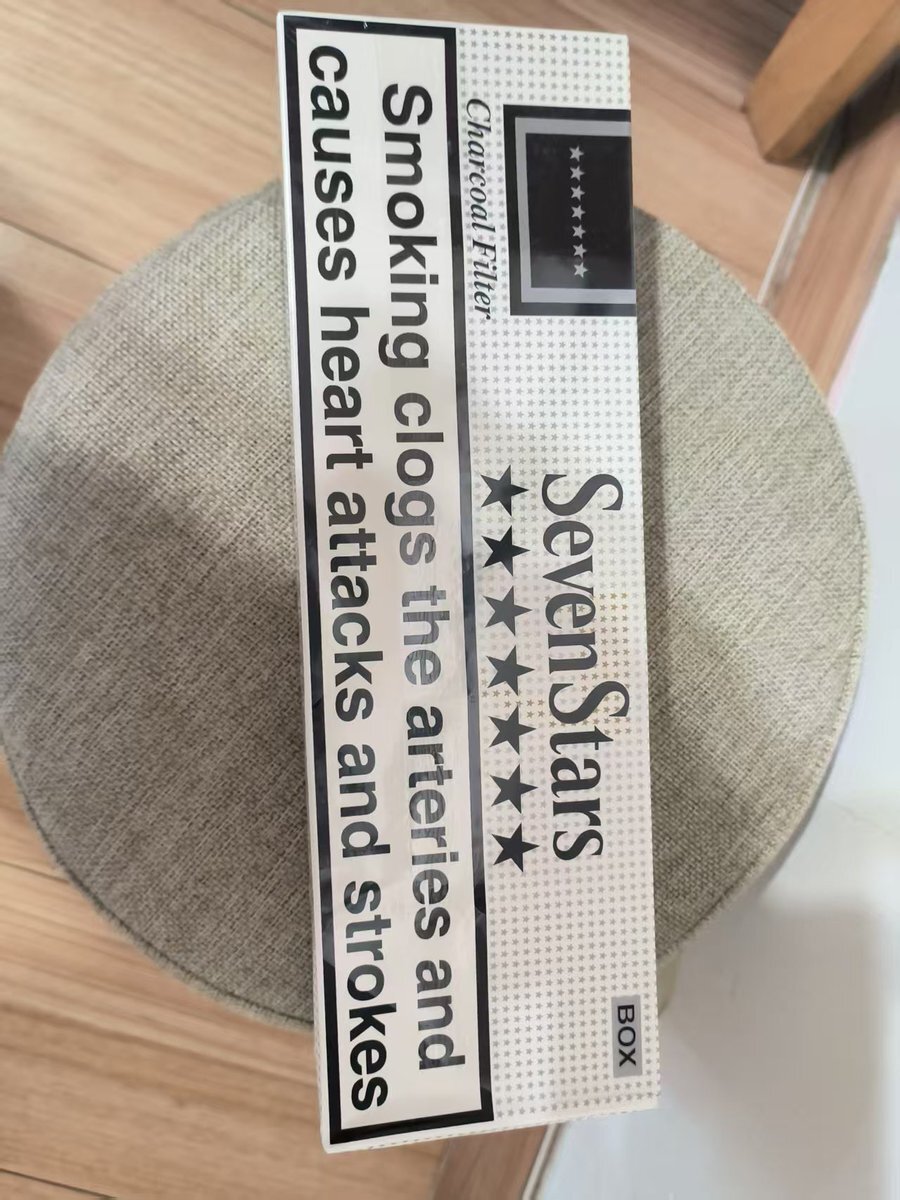 Charcoal Filter
SevenStars
BOX
Smoking clogs the arteries and
causes heart attacks and strokes